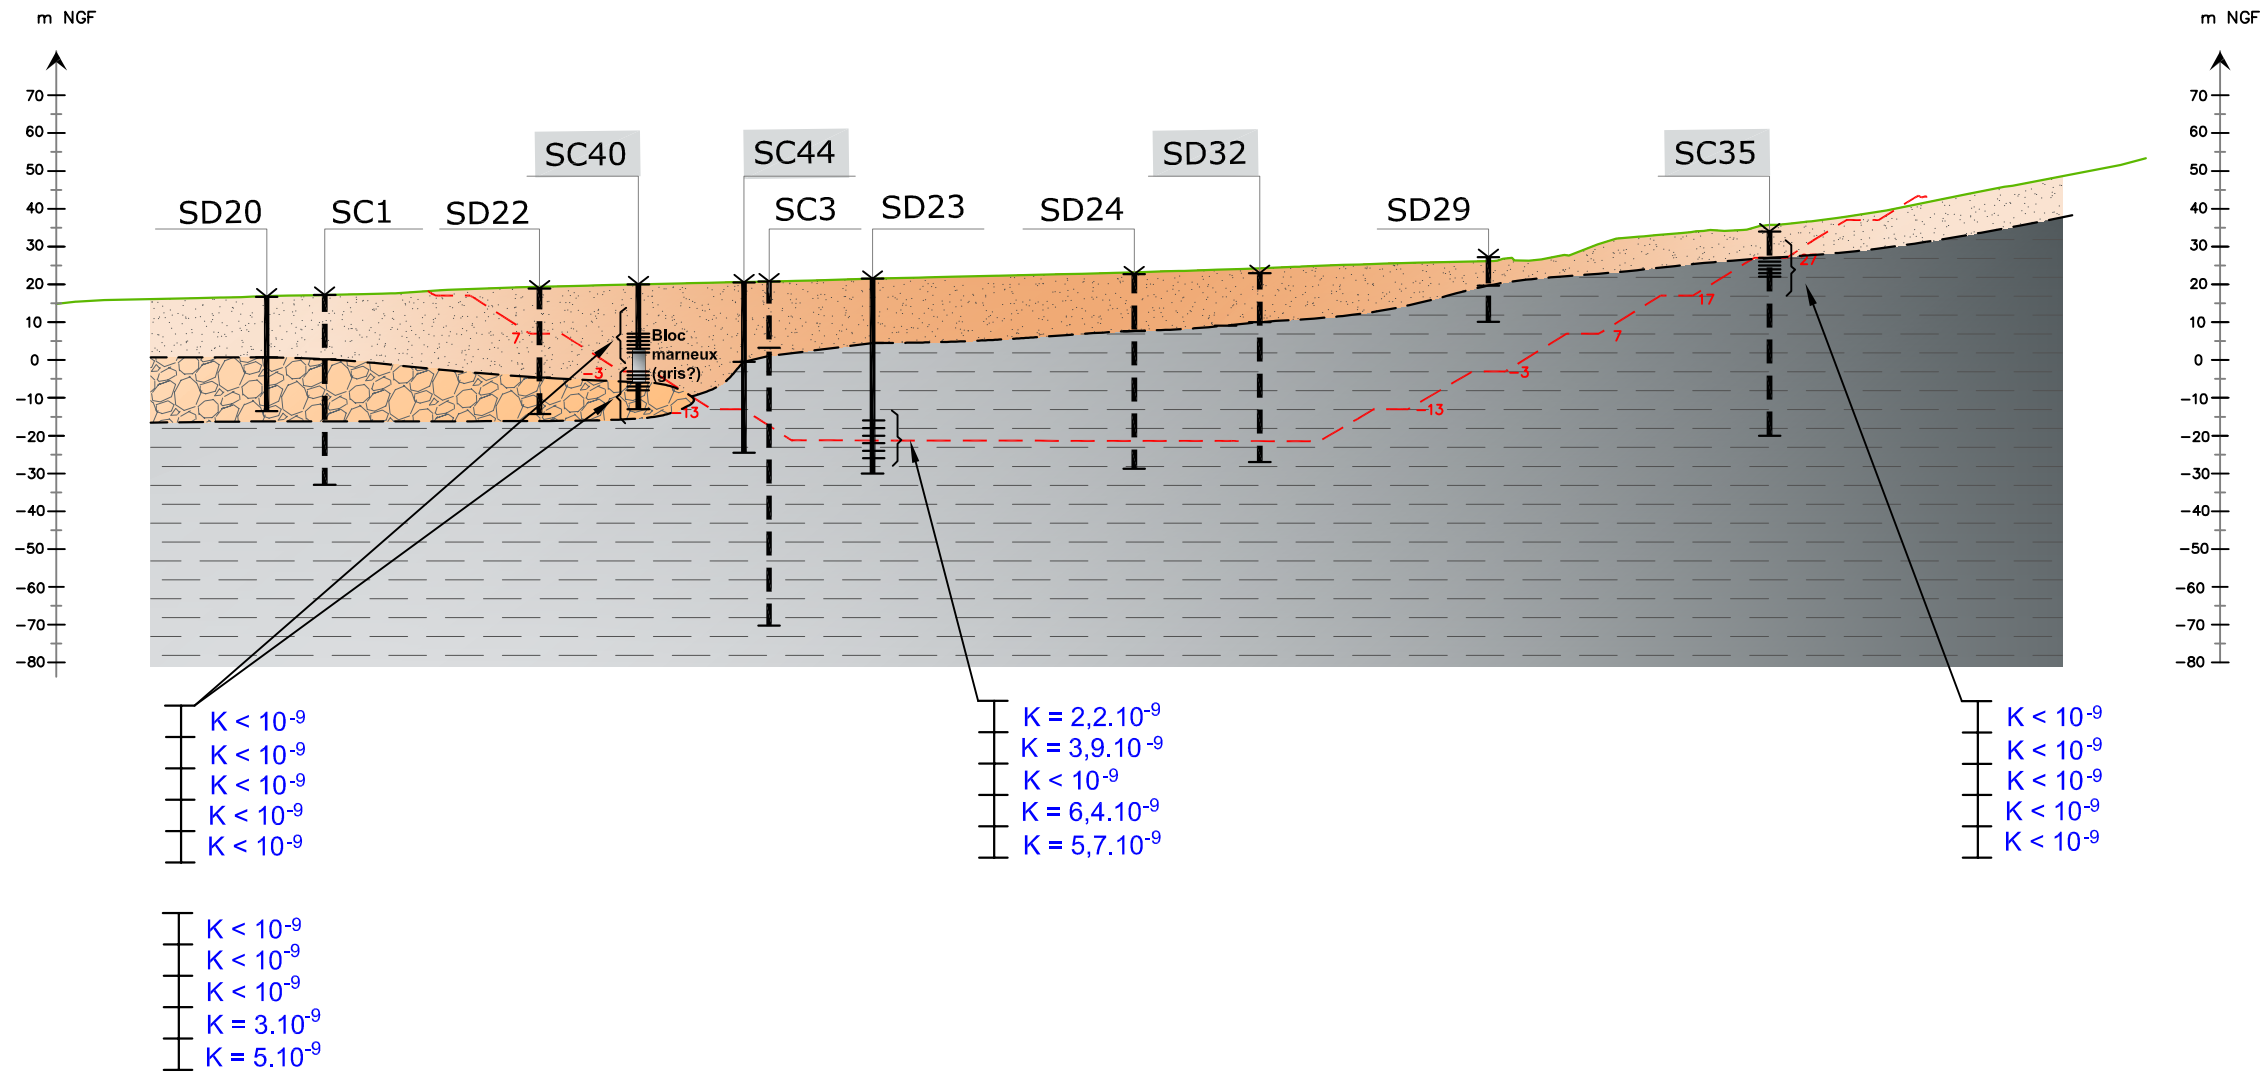 m NGF
m NGF
70
60
50
40
30
20
10
0
-10
-20
-30
-40
-50
-60
-70
-80
SD20
SC1
SD22
SC40
SC44
SC3
SD23
SD24
SD32
SD29
SC35
Bloc
marneux
(gris?)
7
-3
-13
-13
-3
7
17
27
70
60
50
40
30
20
10
0
-10
-20
-30
-40
-50
-60
-70
-80
K < 10⁻⁹
K < 10⁻⁹
K < 10⁻⁹
K < 10⁻⁹
K < 10⁻⁹
K < 10⁻⁹
K < 10⁻⁹
K < 10⁻⁹
K = 3.10⁻⁹
K = 5.10⁻⁹
K = 2,2.10⁻⁹
K = 3,9.10⁻⁹
K < 10⁻⁹
K = 6,4.10⁻⁹
K = 5,7.10⁻⁹
K < 10⁻⁹
K < 10⁻⁹
K < 10⁻⁹
K < 10⁻⁹
K < 10⁻⁹